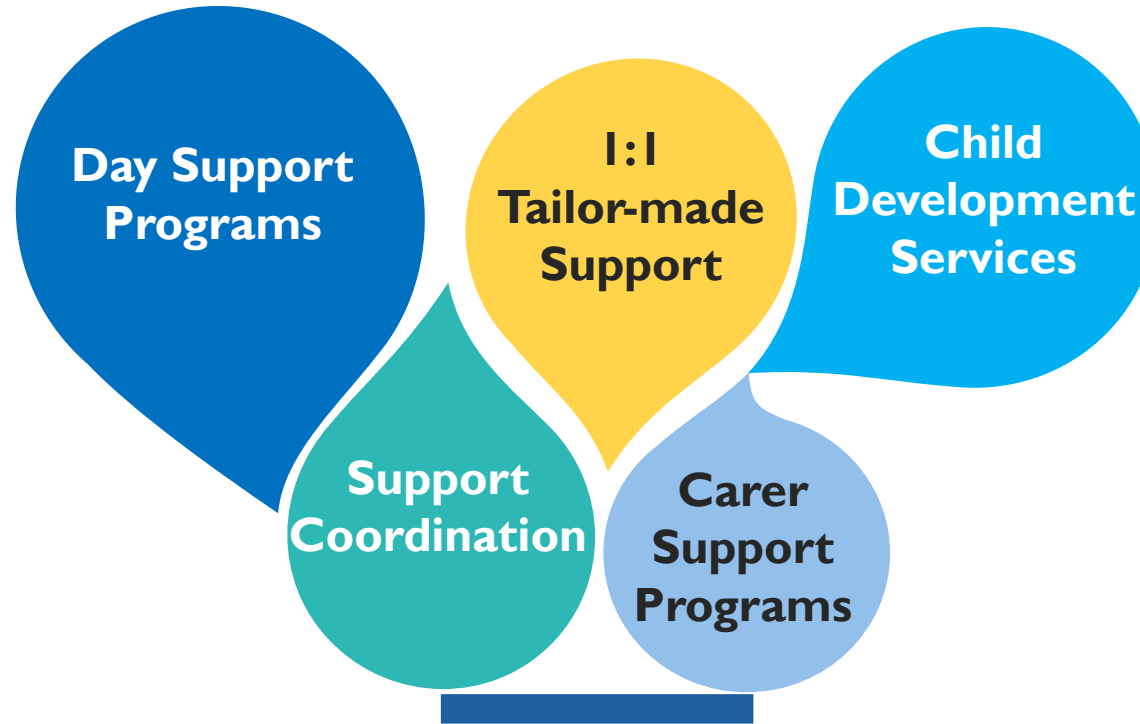 Day Support
Programs
1:1
Tailor-made
Support
Child
Development
Services
Support
Coordination
Carer
Support
Programs